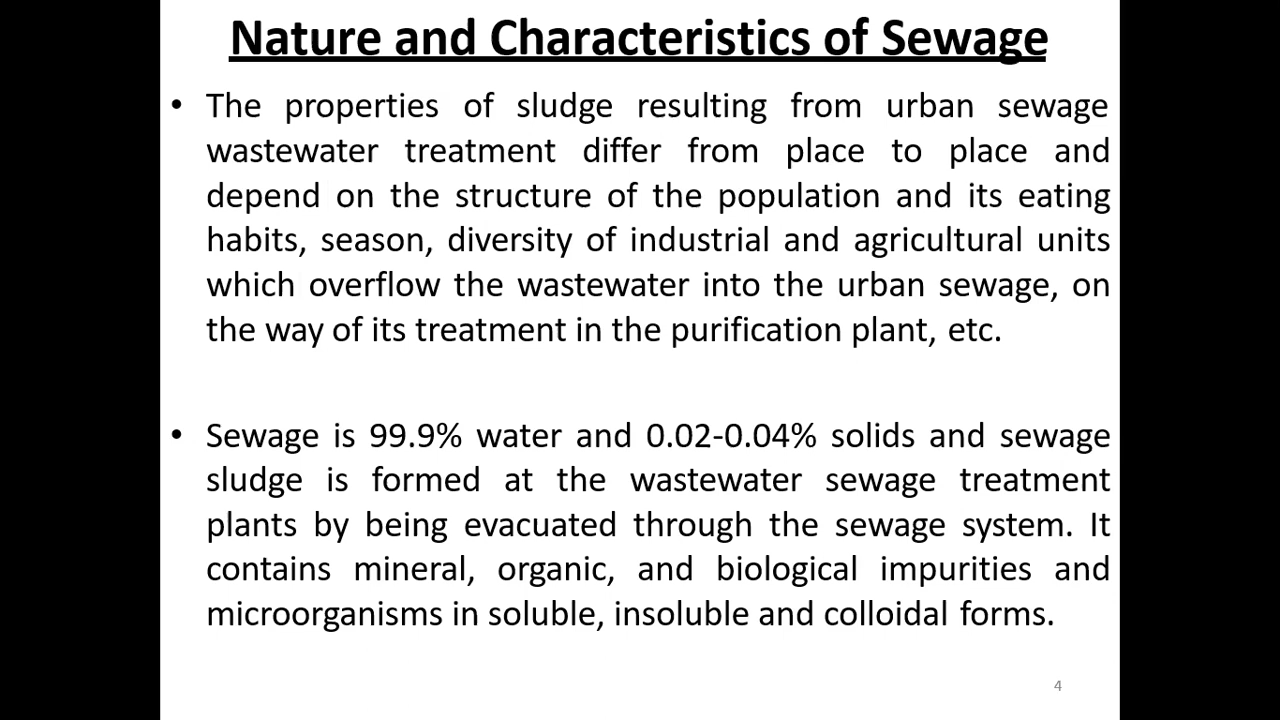 Nature and Characteristics of Sewage
• The properties of sludge resulting from urban sewage
wastewater treatment differ from place to place and
depend on the structure of the population and its eating
habits, season, diversity of industrial and agricultural units
which overflow the wastewater into the urban sewage, on
the way of its treatment in the purification plant, etc.
• Sewage is 99.9% water and 0.02-0.04% solids and sewage
sludge is formed at the wastewater sewage treatment
plants by being evacuated through the sewage system. It
contains mineral, organic, and biological impurities and
microorganisms in soluble, insoluble and colloidal forms.
4